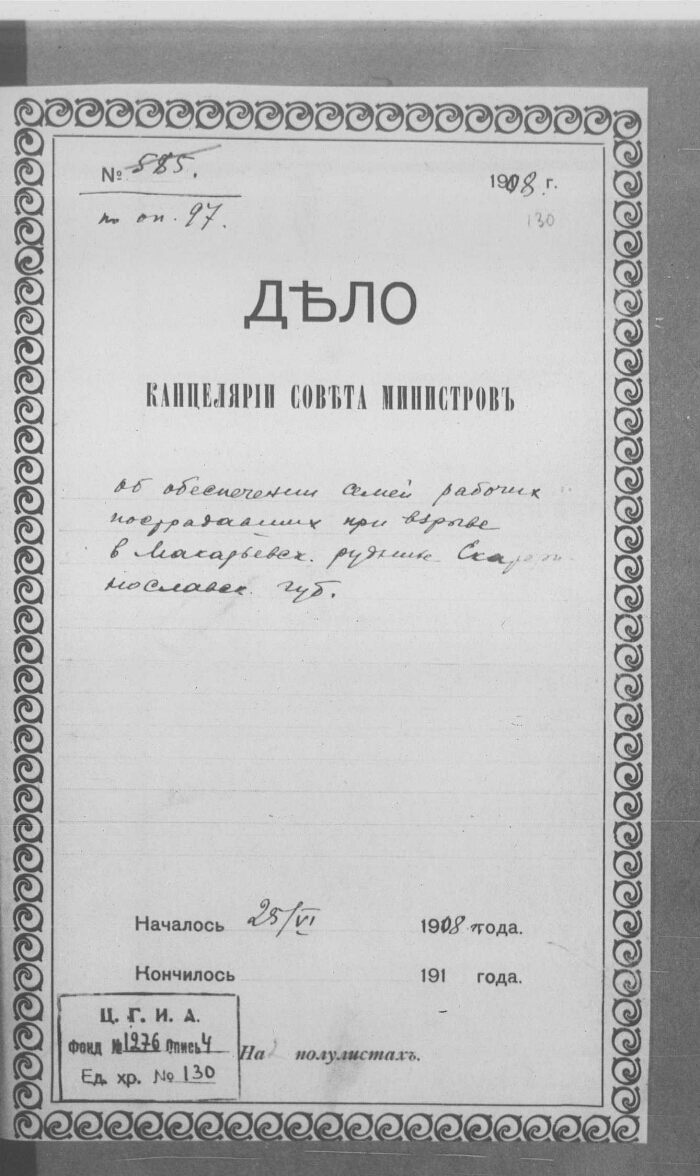 № 585.
1908 г.
по оп. 97.
130
ДѢЛО
КАНЦЕЛЯРІИ СОВѢТА МИНИСТРОВЪ
об обеспечении семей рабочих
пострадавших при взрыве
в Макарьевск. руднике Екатери
нославск. губ.
Началось 25/VI 1908 года.
Кончилось 191 года.
Ц. Г. И. А.
Фонд № 1276 Опись 4
Ед. хр. № 130
На 2 полулистахъ.